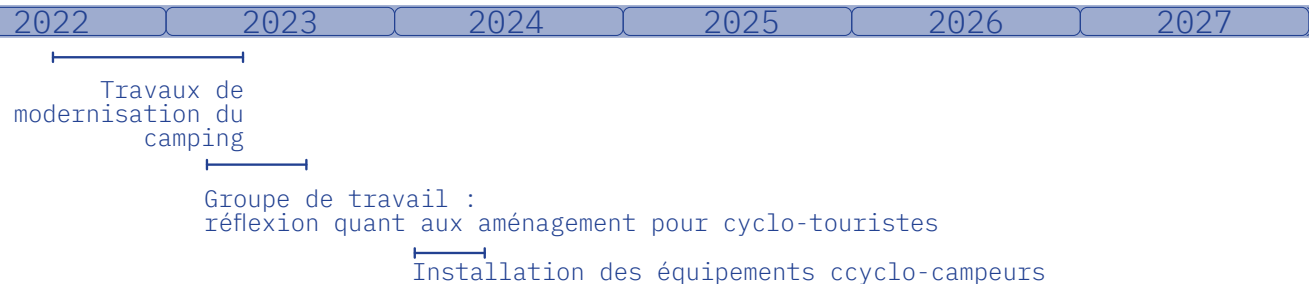 2022 2023 2024 2025 2026 2027
Travaux de
modernisation du
camping
Groupe de travail :
réflexion quant aux aménagement pour cyclo-touristes
Installation des équipements ccyclo-campeurs